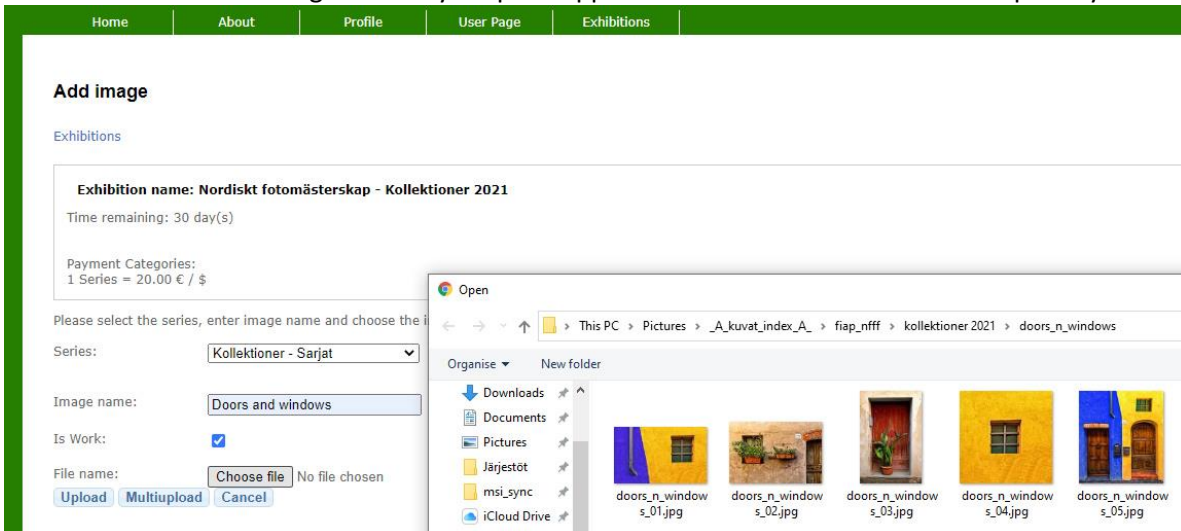 Home About Profile User Page Exhibitions
Add image
Exhibitions
Exhibition name: Nordiskt fotomästerskap - Kollektioner 2021
Time remaining: 30 day(s)
Payment Categories:
1 Series = 20.00 € / $
Please select the series, enter image name and choose the
Series: Kollektioner - Sarjat
Image name: Doors and windows
Is Work:
File name: Choose file No file chosen
Upload Multiupload Cancel
Open
This PC > Pictures > _A_kuvat_index_A_ > fiap_nfff > kollektioner 2021 > doors_n_windows
Organise New folder
Downloads
Documents
Pictures
Järjestöt
msi_sync
iCloud Drive
doors_n_window
s_01.jpg
doors_n_window
s_02.jpg
doors_n_window
s_03.jpg
doors_n_window
s_04.jpg
doors_n_window
s_05.jpg